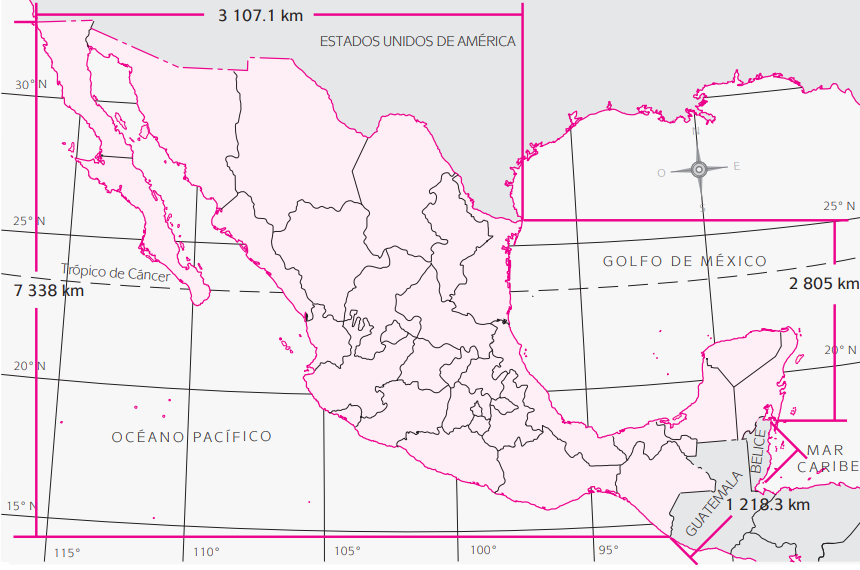 3 107.1 km
ESTADOS UNIDOS DE AMÉRICA
30° N
N
O
E
S
25° N
25° N
GOLFO DE MÉXICO
Trópico de Cáncer
7 338 km
2 805 km
20° N
20° N
OCÉANO PACÍFICO
BELICE
MAR
CARIBE
GUATEMALA
1 218.3 km
15° N
115°
110°
105°
100°
95°